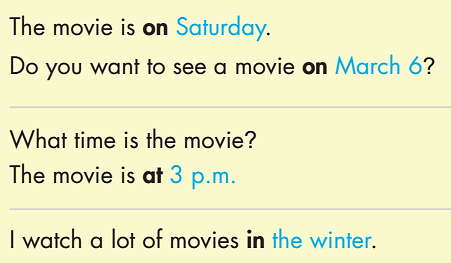 The movie is on Saturday.
Do you want to see a movie on March 6?
What time is the movie?
The movie is at 3 p.m.
I watch a lot of movies in the winter.